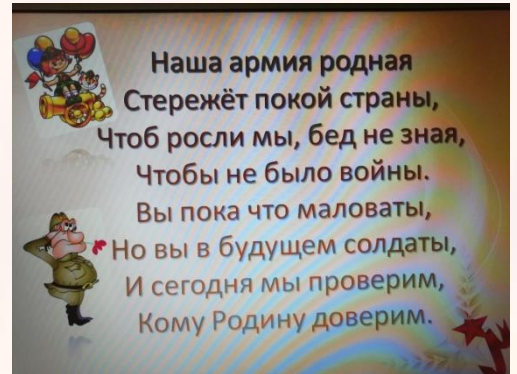 Наша армия родная
Стережёт покой страны,
Чтоб росли мы, бед не зная,
Чтобы не было войны.
Вы пока что маловаты,
Но вы в будущем солдаты,
И сегодня мы проверим,
Кому Родину доверим.